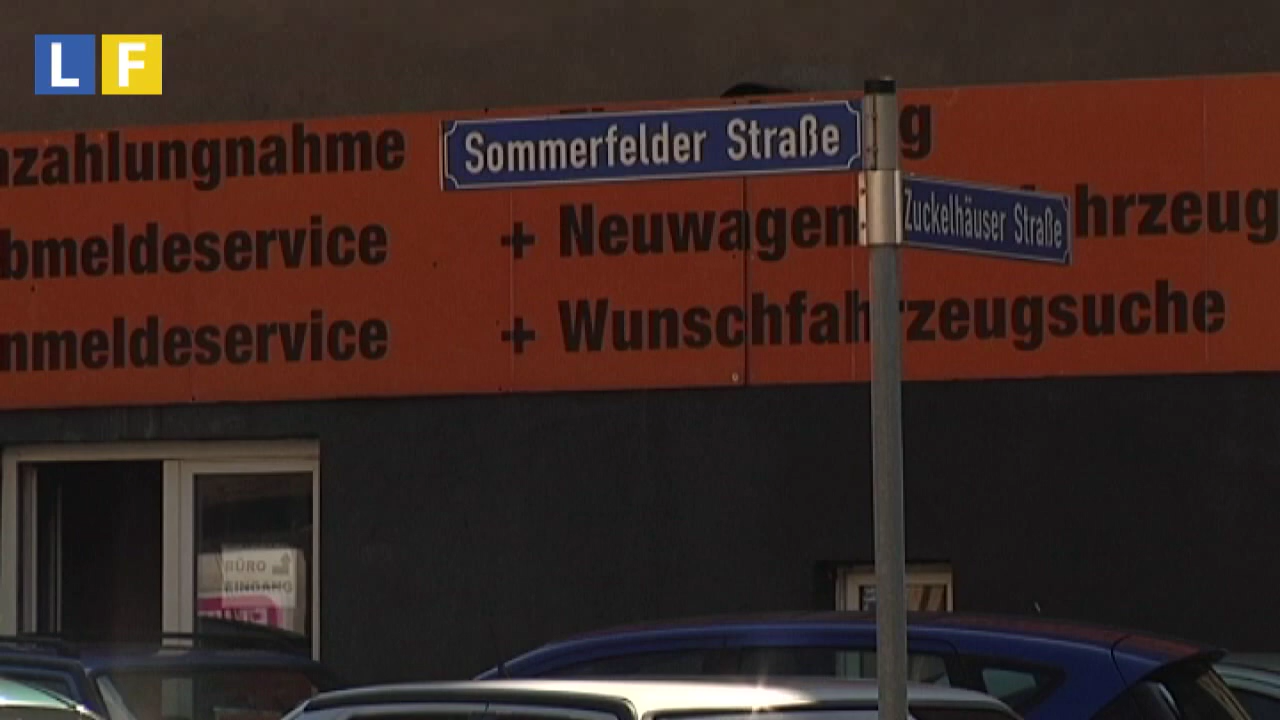 LF
nzahlungnahme
g
Sommerfelder Straße
Zuckelhäuser Straße
bmeldeservice
+ Neuwagen
hrzeug
nmeldeservice
+ Wunschfahrzeugsuche
BÜRO
EINGANG